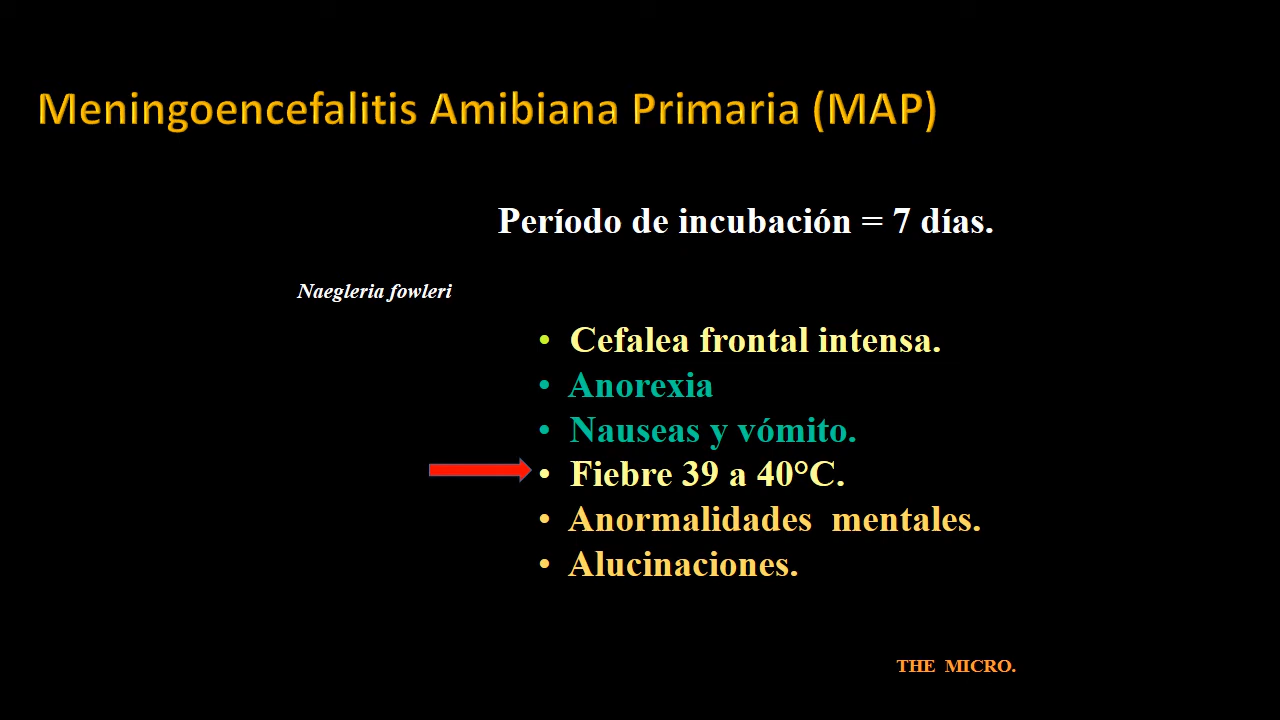 Meningoencefalitis Amibiana Primaria (MAP)
Período de incubación = 7 días.
Naegleria fowleri
• Cefalea frontal intensa.
• Anorexia
• Nauseas y vómito.
• Fiebre 39 a 40°C.
• Anormalidades mentales.
• Alucinaciones.
THE MICRO.